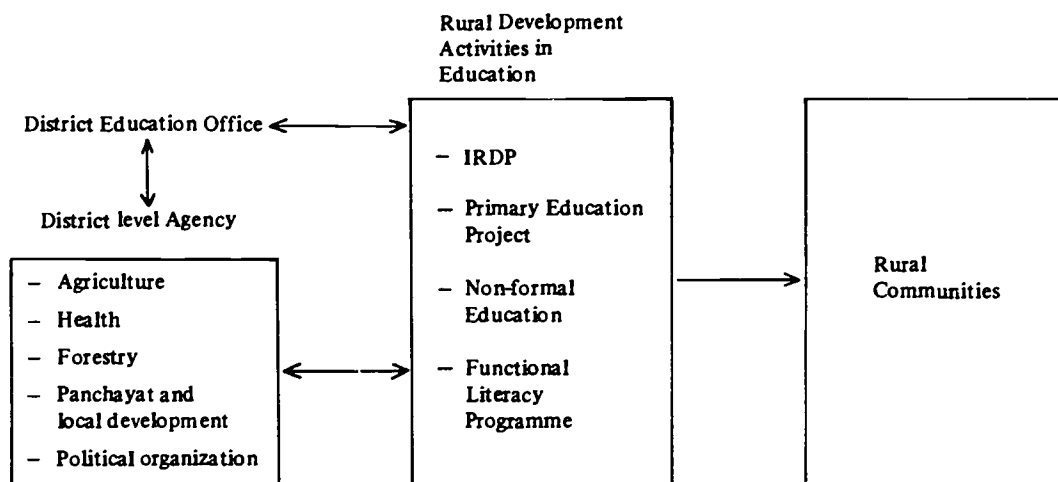 Rural Development
Activities in
Education
District Education Office
District level Agency
– Agriculture
– Health
– Forestry
– Panchayat and
local development
– Political organization
– IRDP
– Primary Education
Project
– Non-formal
Education
– Functional
Literacy
Programme
Rural
Communities